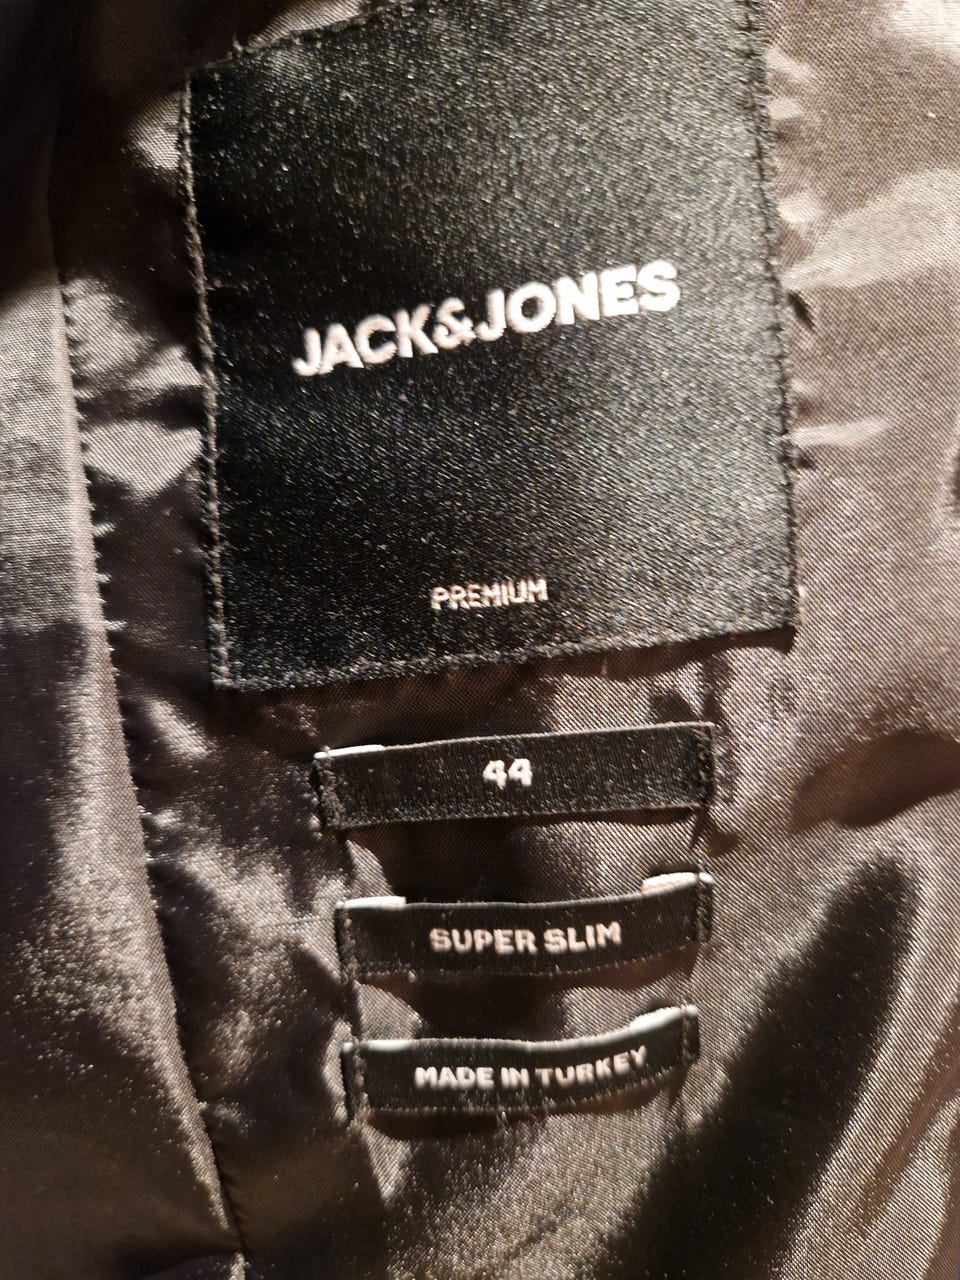 JACK&JONES
PREMIUM
44
SUPER SLIM
MADE IN TURKEY